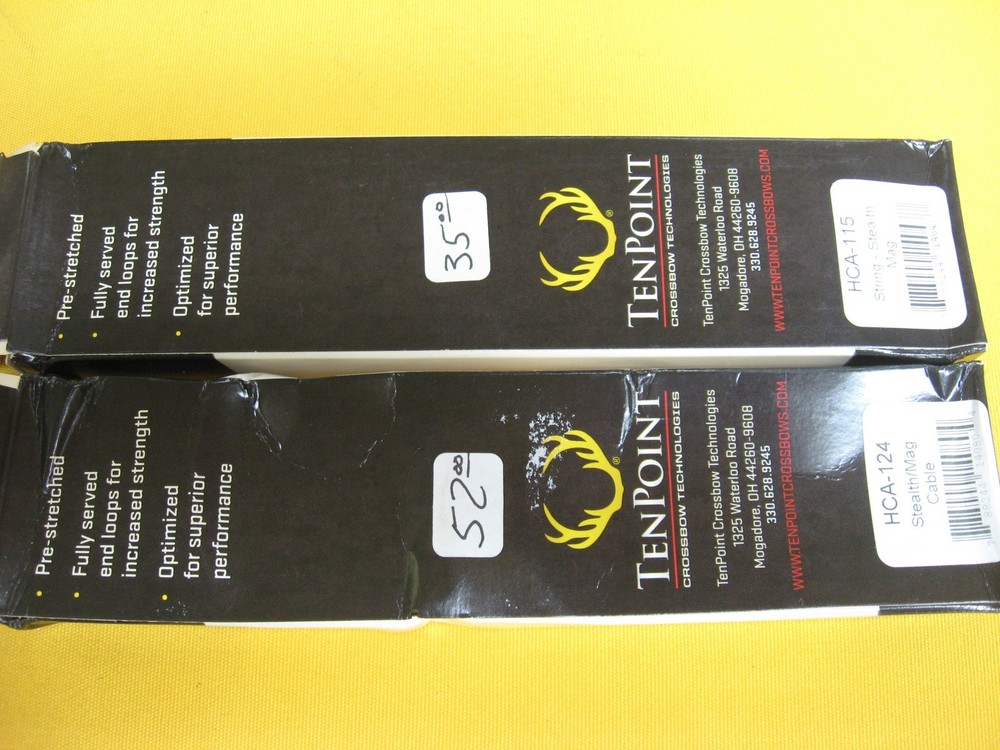 • Pre-stretched
• Fully served
end loops for
increased strength
• Optimized
for superior
performance
35.00
®
TENPOINT
CROSSBOW TECHNOLOGIES
TenPoint Crossbow Technologies
1325 Waterloo Road
Mogadore, OH 44260-9608
330.628.9245
WWW.TENPOINTCROSSBOWS.COM
HCA-115
String - Stealth
Mag
• Pre-stretched
• Fully served
end loops for
increased strength
• Optimized
for superior
performance
52.00
®
TENPOINT
CROSSBOW TECHNOLOGIES
TenPoint Crossbow Technologies
1325 Waterloo Road
Mogadore, OH 44260-9608
330.628.9245
WWW.TENPOINTCROSSBOWS.COM
HCA-124
Stealth/Mag
Cable